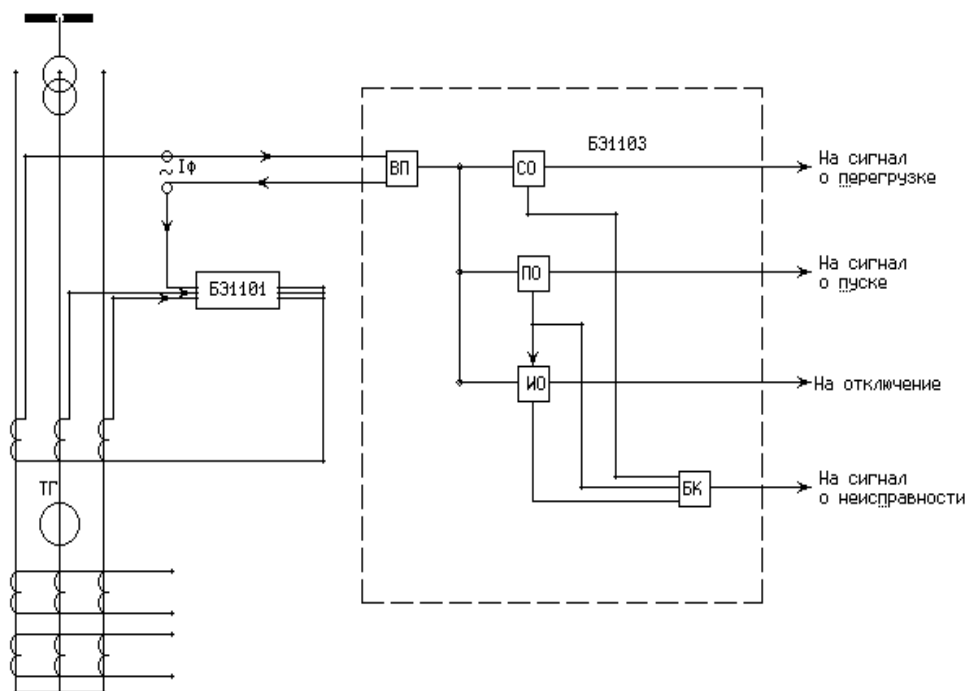 БЭ1103
ВП
СО
На сигнал
о перегрузке
~ Iф
ПО
На сигнал
о пуске
БЭ1101
ИО
На отключение
ТГ
БК
На сигнал
о неисправности